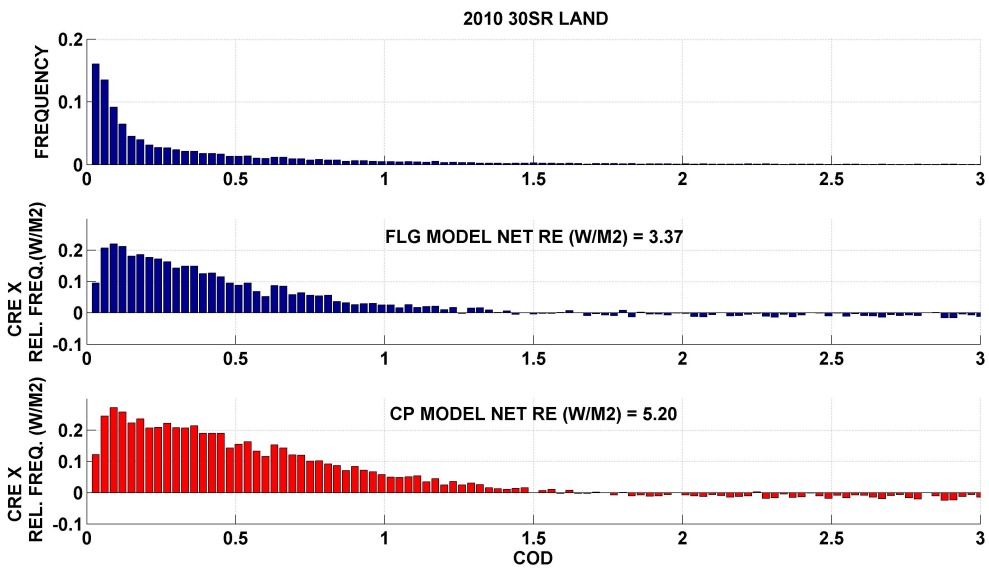 2010 30SR LAND
FREQUENCY
0.2
0.1
0
0 0.5 1 1.5 2 2.5 3
CRE X
REL. FREQ.(W/M2)
FLG MODEL NET RE (W/M2) = 3.37
0.2
0.1
0
-0.1
0 0.5 1 1.5 2 2.5 3
CRE X
REL. FREQ. (W/M2)
CP MODEL NET RE (W/M2) = 5.20
0.2
0.1
0
-0.1
0 0.5 1 1.5 2 2.5 3
COD